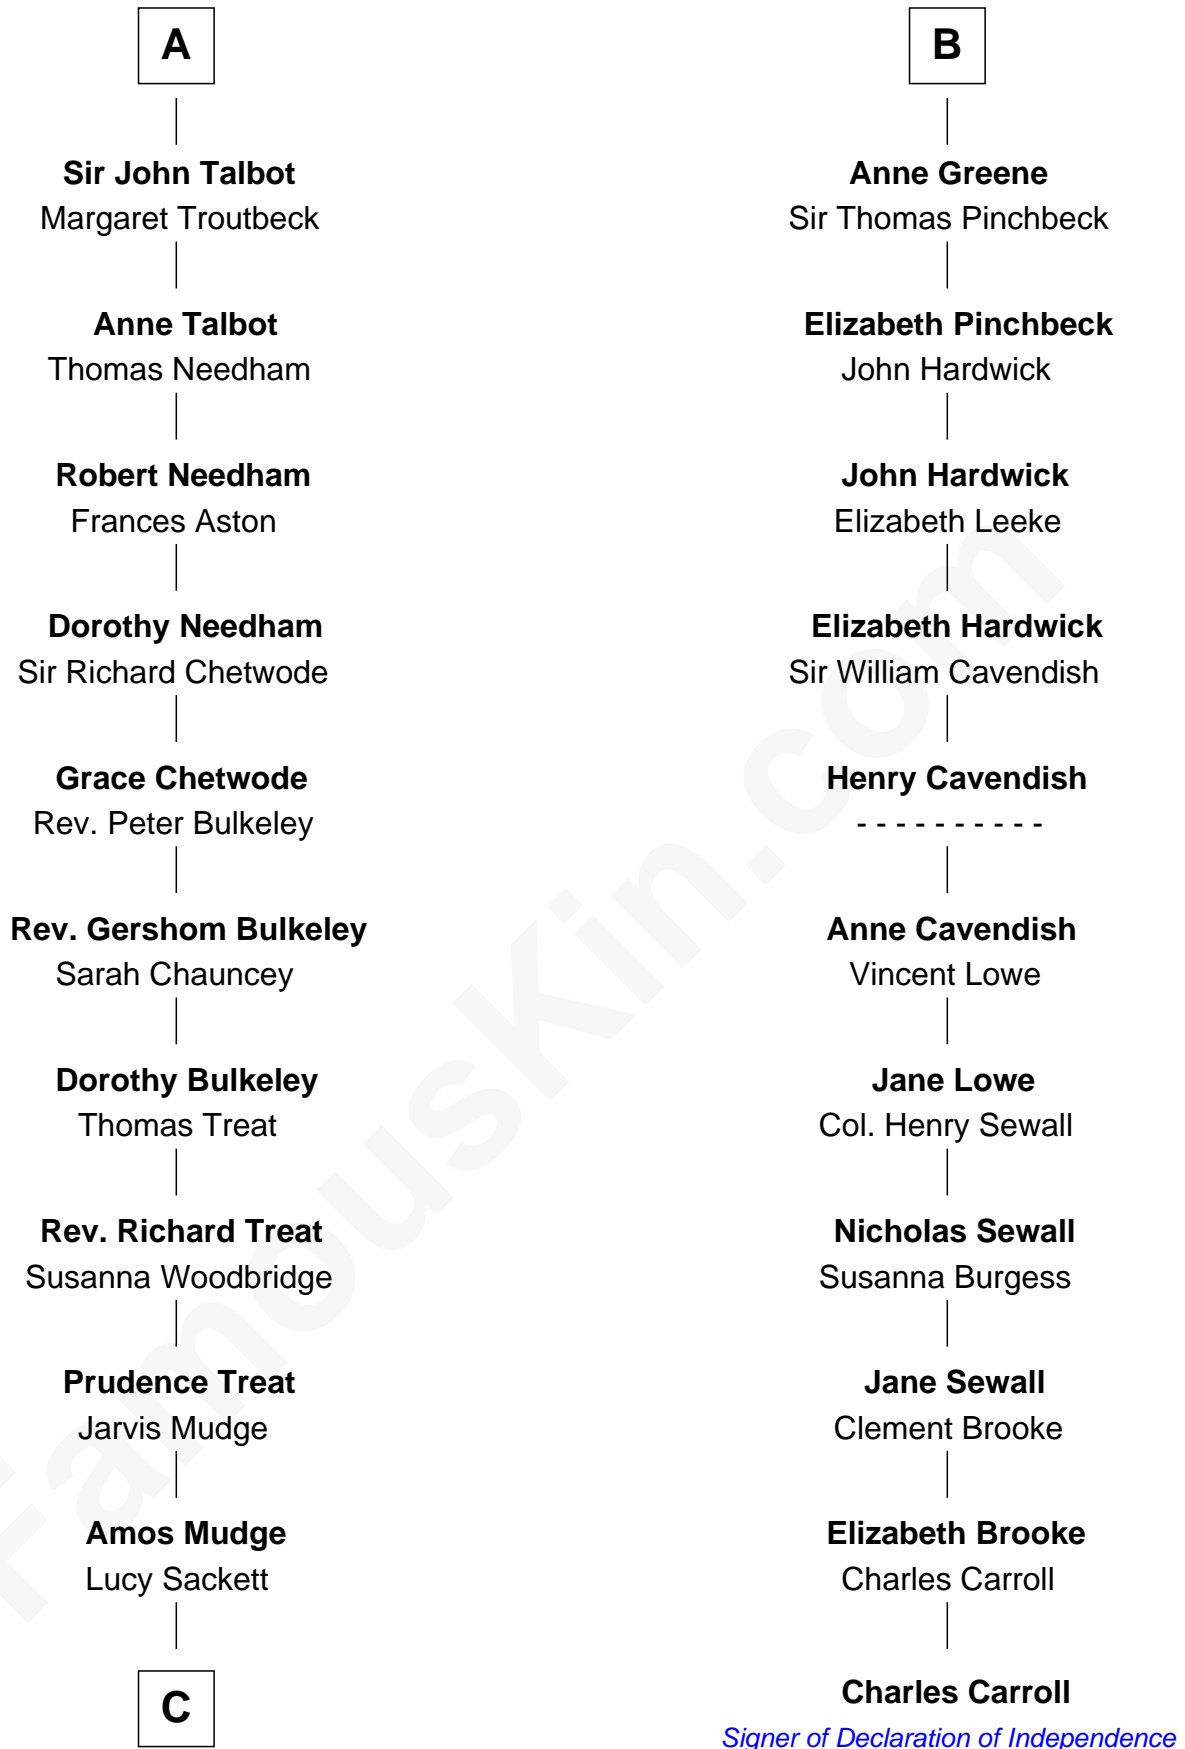 A
Sir John Talbot
Margaret Troutbeck
Anne Talbot
Thomas Needham
Robert Needham
Frances Aston
Dorothy Needham
Sir Richard Chetwode
Grace Chetwode
Rev. Peter Bulkeley
Rev. Gershom Bulkeley
Sarah Chauncey
Dorothy Bulkeley
Thomas Treat
Rev. Richard Treat
Susanna Woodbridge
Prudence Treat
Jarvis Mudge
Amos Mudge
Lucy Sackett
C
B
Anne Greene
Sir Thomas Pinchbeck
Elizabeth Pinchbeck
John Hardwick
John Hardwick
Elizabeth Leeke
Elizabeth Hardwick
Sir William Cavendish
Henry Cavendish
- - - - - - - - - -
Anne Cavendish
Vincent Lowe
Jane Lowe
Col. Henry Sewall
Nicholas Sewall
Susanna Burgess
Jane Sewall
Clement Brooke
Elizabeth Brooke
Charles Carroll
Charles Carroll
Signer of Declaration of Independence
FamousKin.com